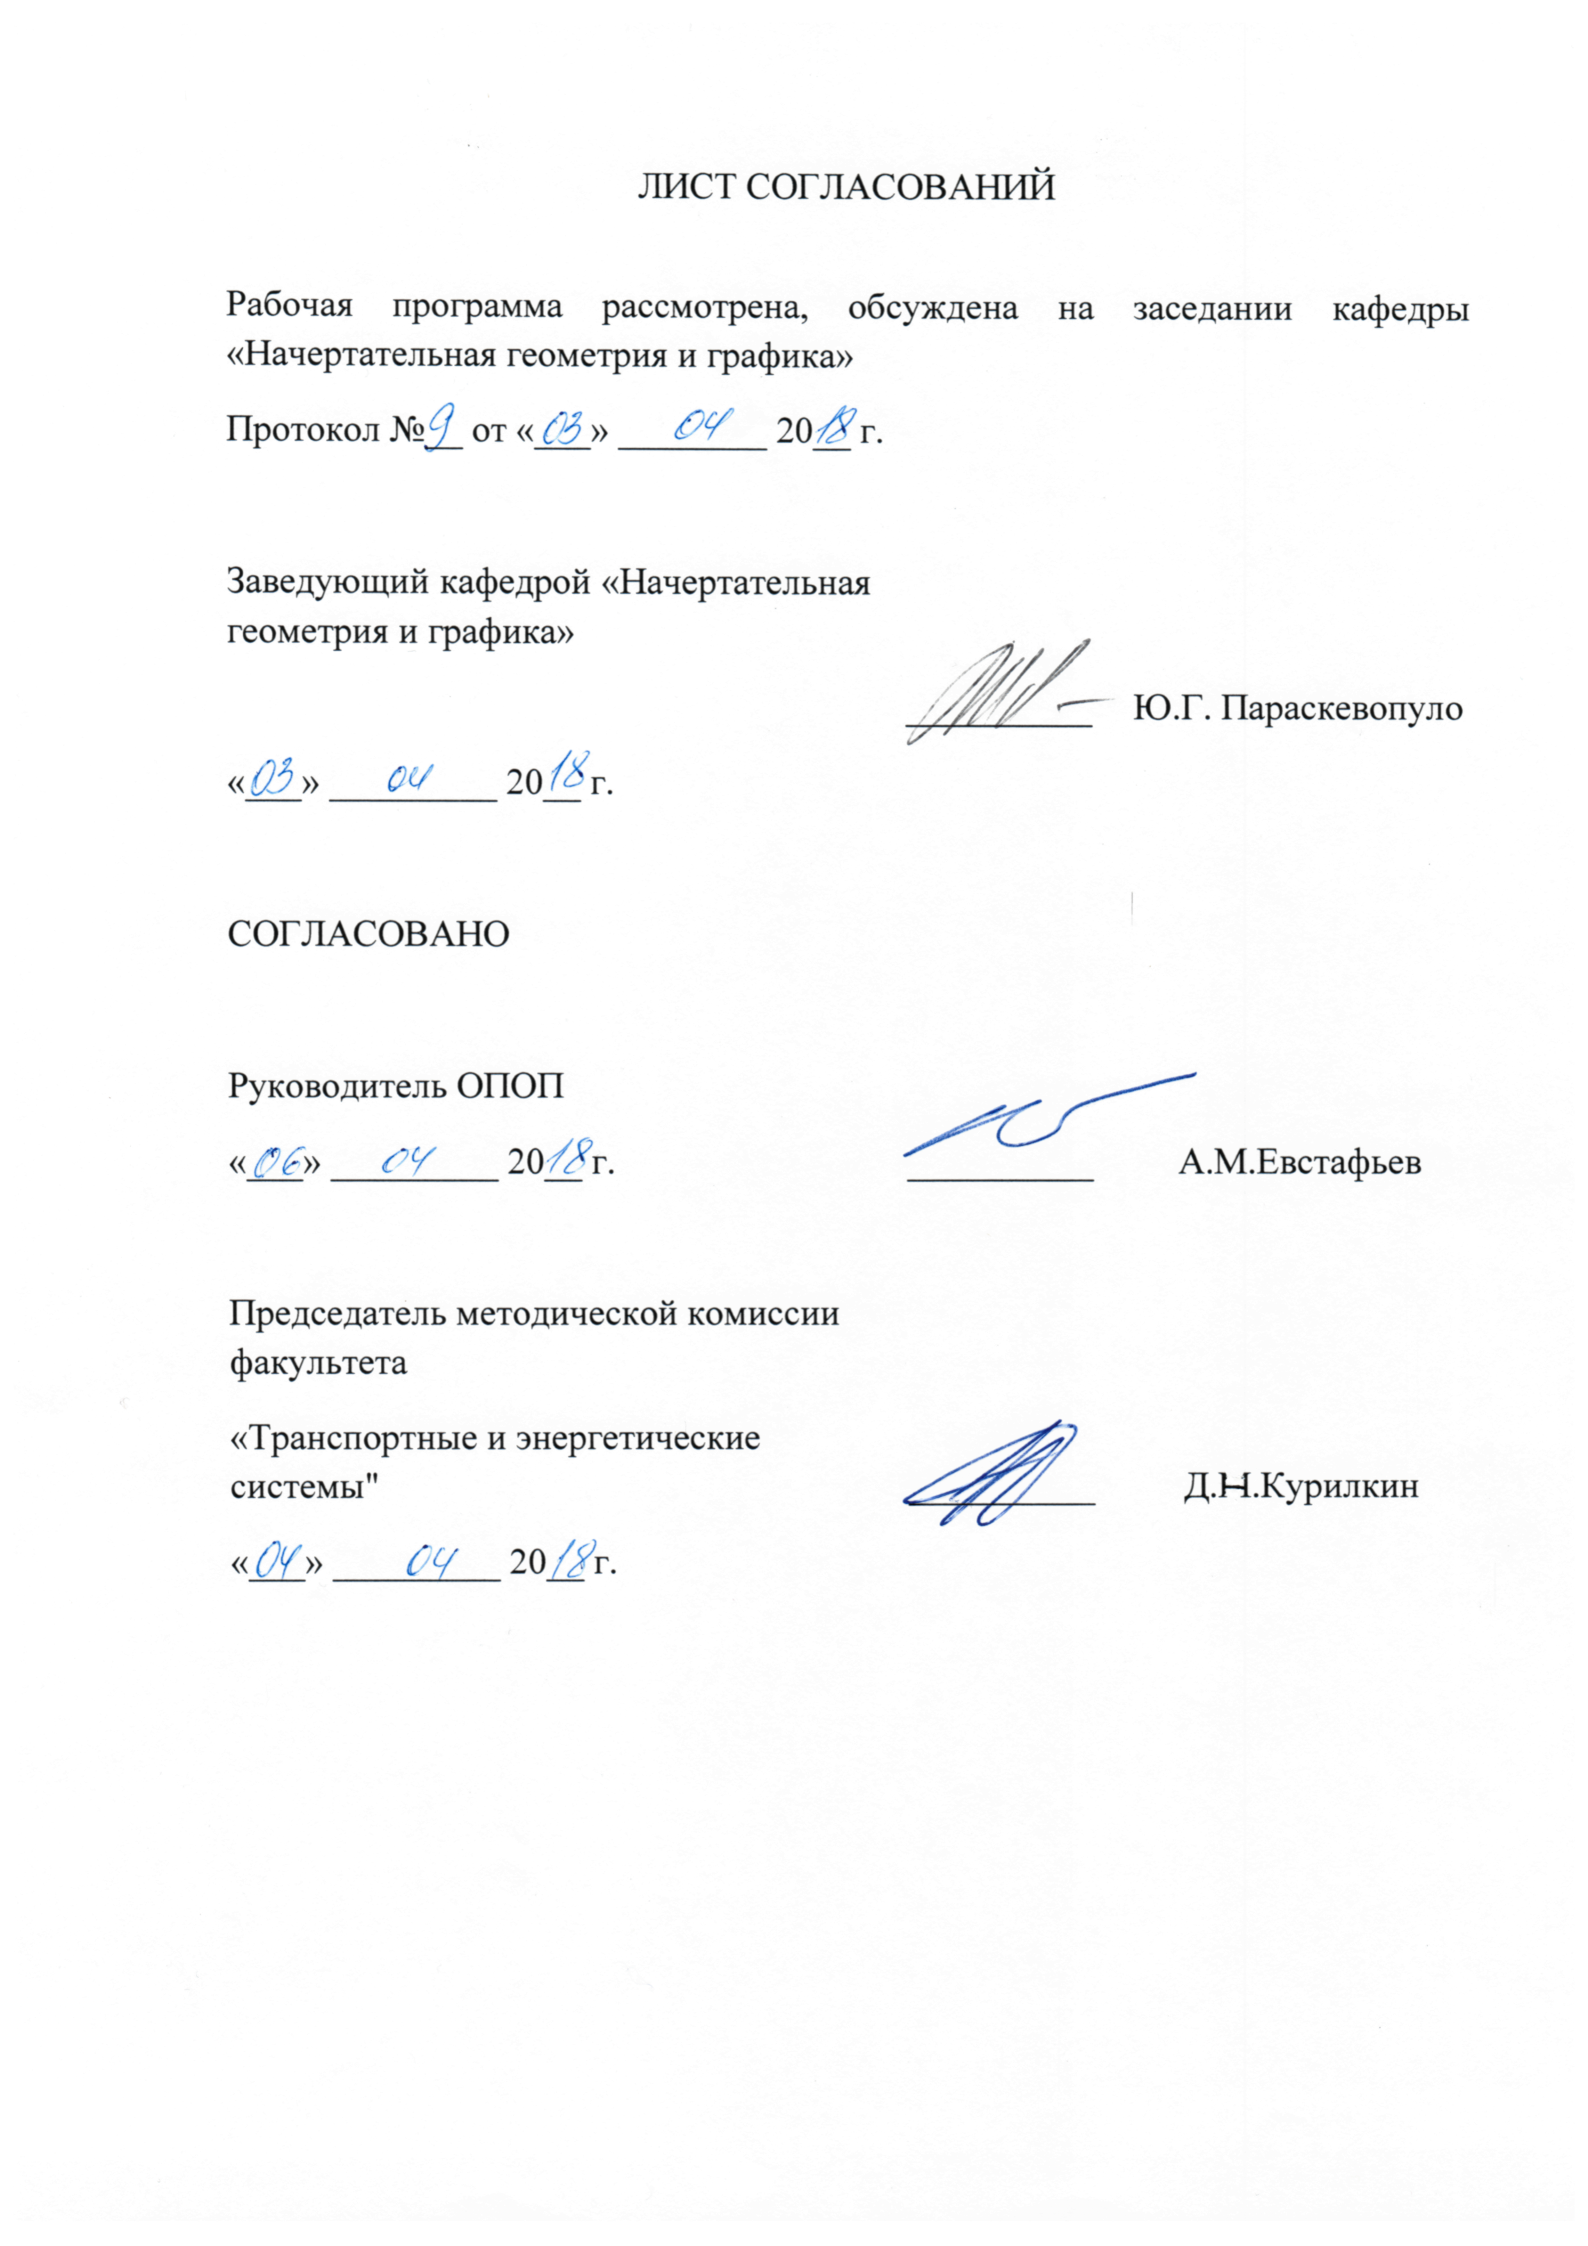 ЛИСТ СОГЛАСОВАНИЙ
Рабочая программа рассмотрена, обсуждена на заседании кафедры
«Начертательная геометрия и графика»
Протокол №9 от «03» 04 2018 г.
Заведующий кафедрой «Начертательная
геометрия и графика»
Ю.Г. Параскевопуло
«03» 04 2018 г.
СОГЛАСОВАНО
Руководитель ОПОП
«06» 04 2018 г. А.М.Евстафьев
Председатель методической комиссии
факультета
«Транспортные и энергетические
системы" Д.Н.Курилкин
«04» 04 2018 г.